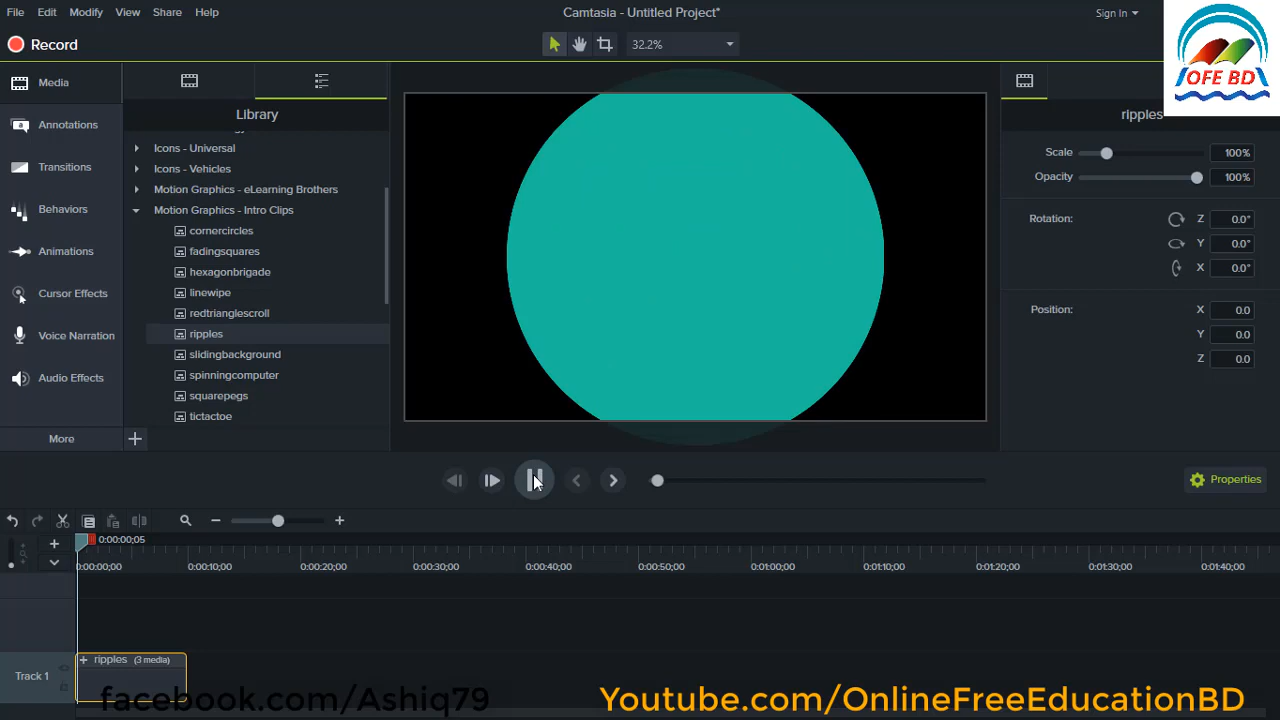 File Edit Modify View Share Help
Camtasia - Untitled Project*
Sign In
Record
32.2%
OFE BD
Media
Annotations
Transitions
Behaviors
Animations
Cursor Effects
Voice Narration
Audio Effects
More
Library
Icons - Universal
Icons - Vehicles
Motion Graphics - eLearning Brothers
Motion Graphics - Intro Clips
cornercircles
fadingsquares
hexagonbrigade
linewipe
redtrianglescroll
ripples
slidingbackground
spinningcomputer
squarepegs
tictactoe
ripples
Scale 100%
Opacity 100%
Rotation: Z 0.0°
Y 0.0°
X 0.0°
Position: X 0.0
Y 0.0
Z 0.0
Properties
0:00:00;05
0:00:00;00 0:00:10;00 0:00:20;00 0:00:30;00 0:00:40;00 0:00:50;00 0:01:00;00 0:01:10;00 0:01:20;00 0:01:30;00 0:01:40;00
Track 1
ripples (3 media)
facebook.com/Ashiq79
Youtube.com/OnlineFreeEducationBD